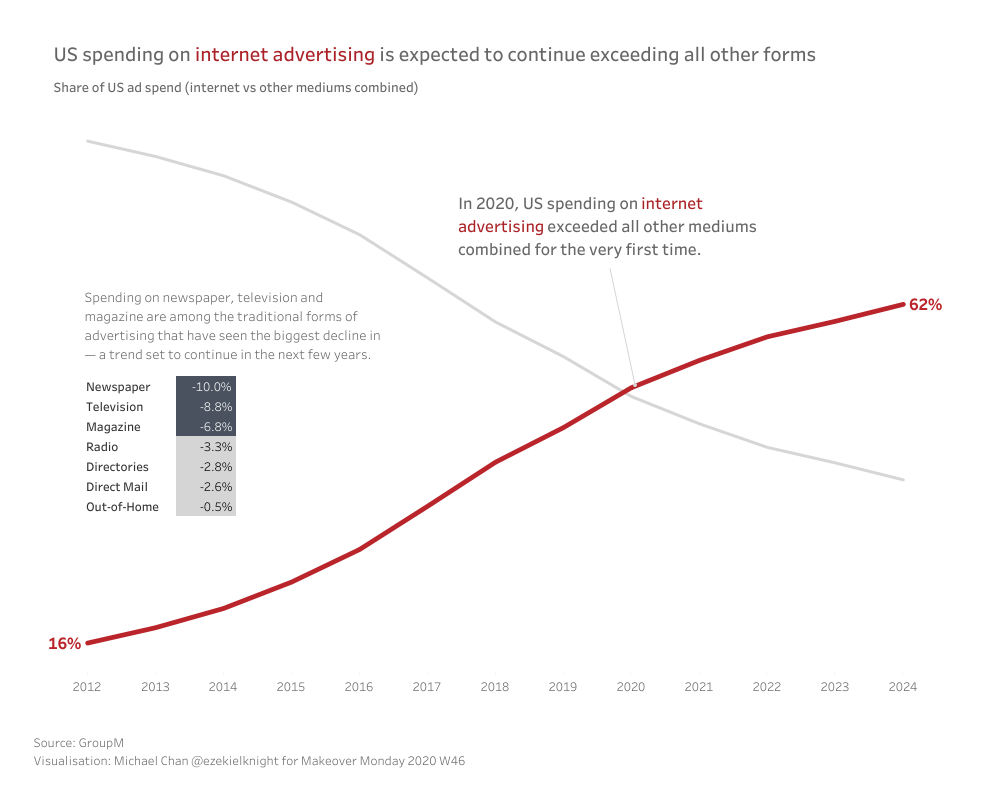 US spending on internet advertising is expected to continue exceeding all other forms
Share of US ad spend (internet vs other mediums combined)
In 2020, US spending on internet
advertising exceeded all other mediums
combined for the very first time.
Spending on newspaper, television and
magazine are among the traditional forms of
advertising that have seen the biggest decline in
— a trend set to continue in the next few years.
Newspaper -10.0%
Television -8.8%
Magazine -6.8%
Radio -3.3%
Directories -2.8%
Direct Mail -2.6%
Out-of-Home -0.5%
62%
16%
2012 2013 2014 2015 2016 2017 2018 2019 2020 2021 2022 2023 2024
Source: GroupM
Visualisation: Michael Chan @ezekielknight for Makeover Monday 2020 W46